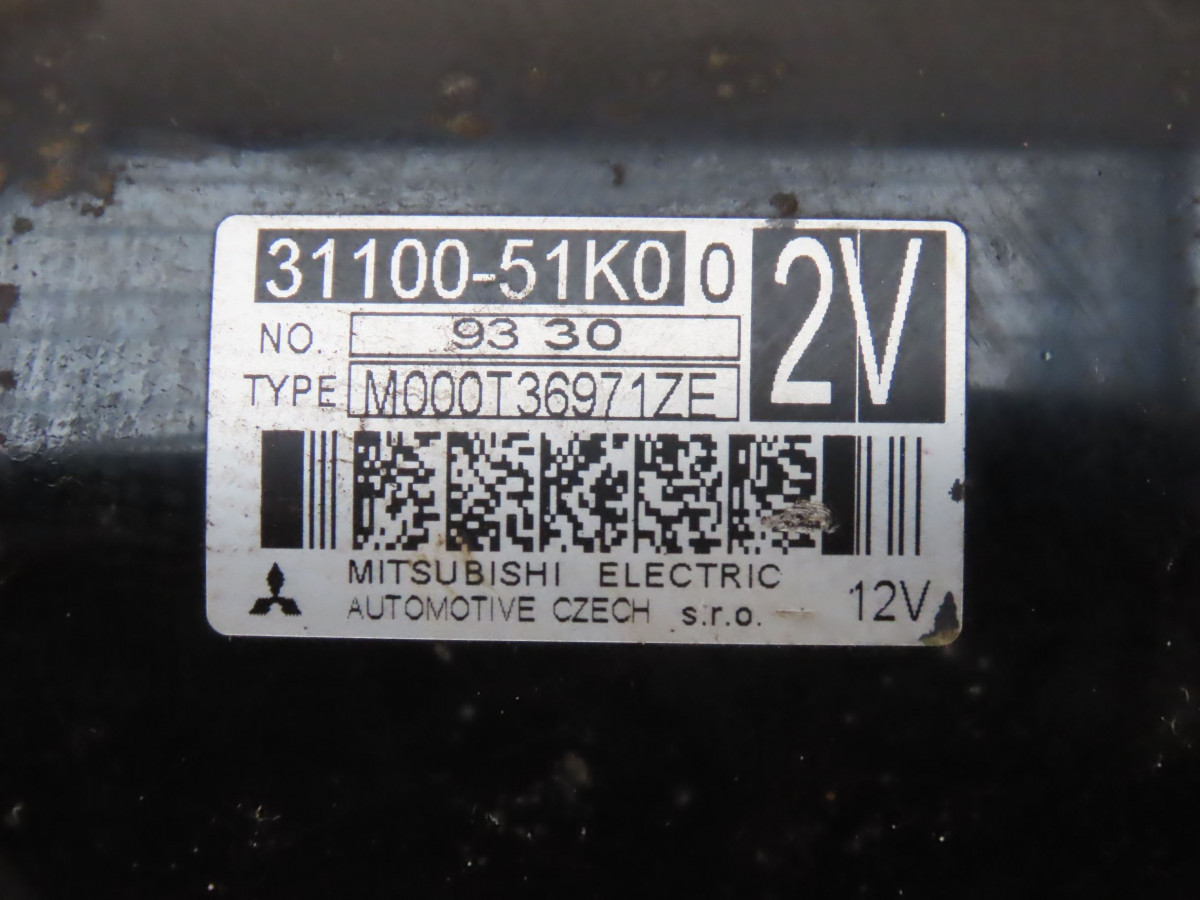 31100-51K0 0 2V
NO. 93 30
TYPE M000T36971ZE
MITSUBISHI ELECTRIC
AUTOMOTIVE CZECH s.r.o. 12V